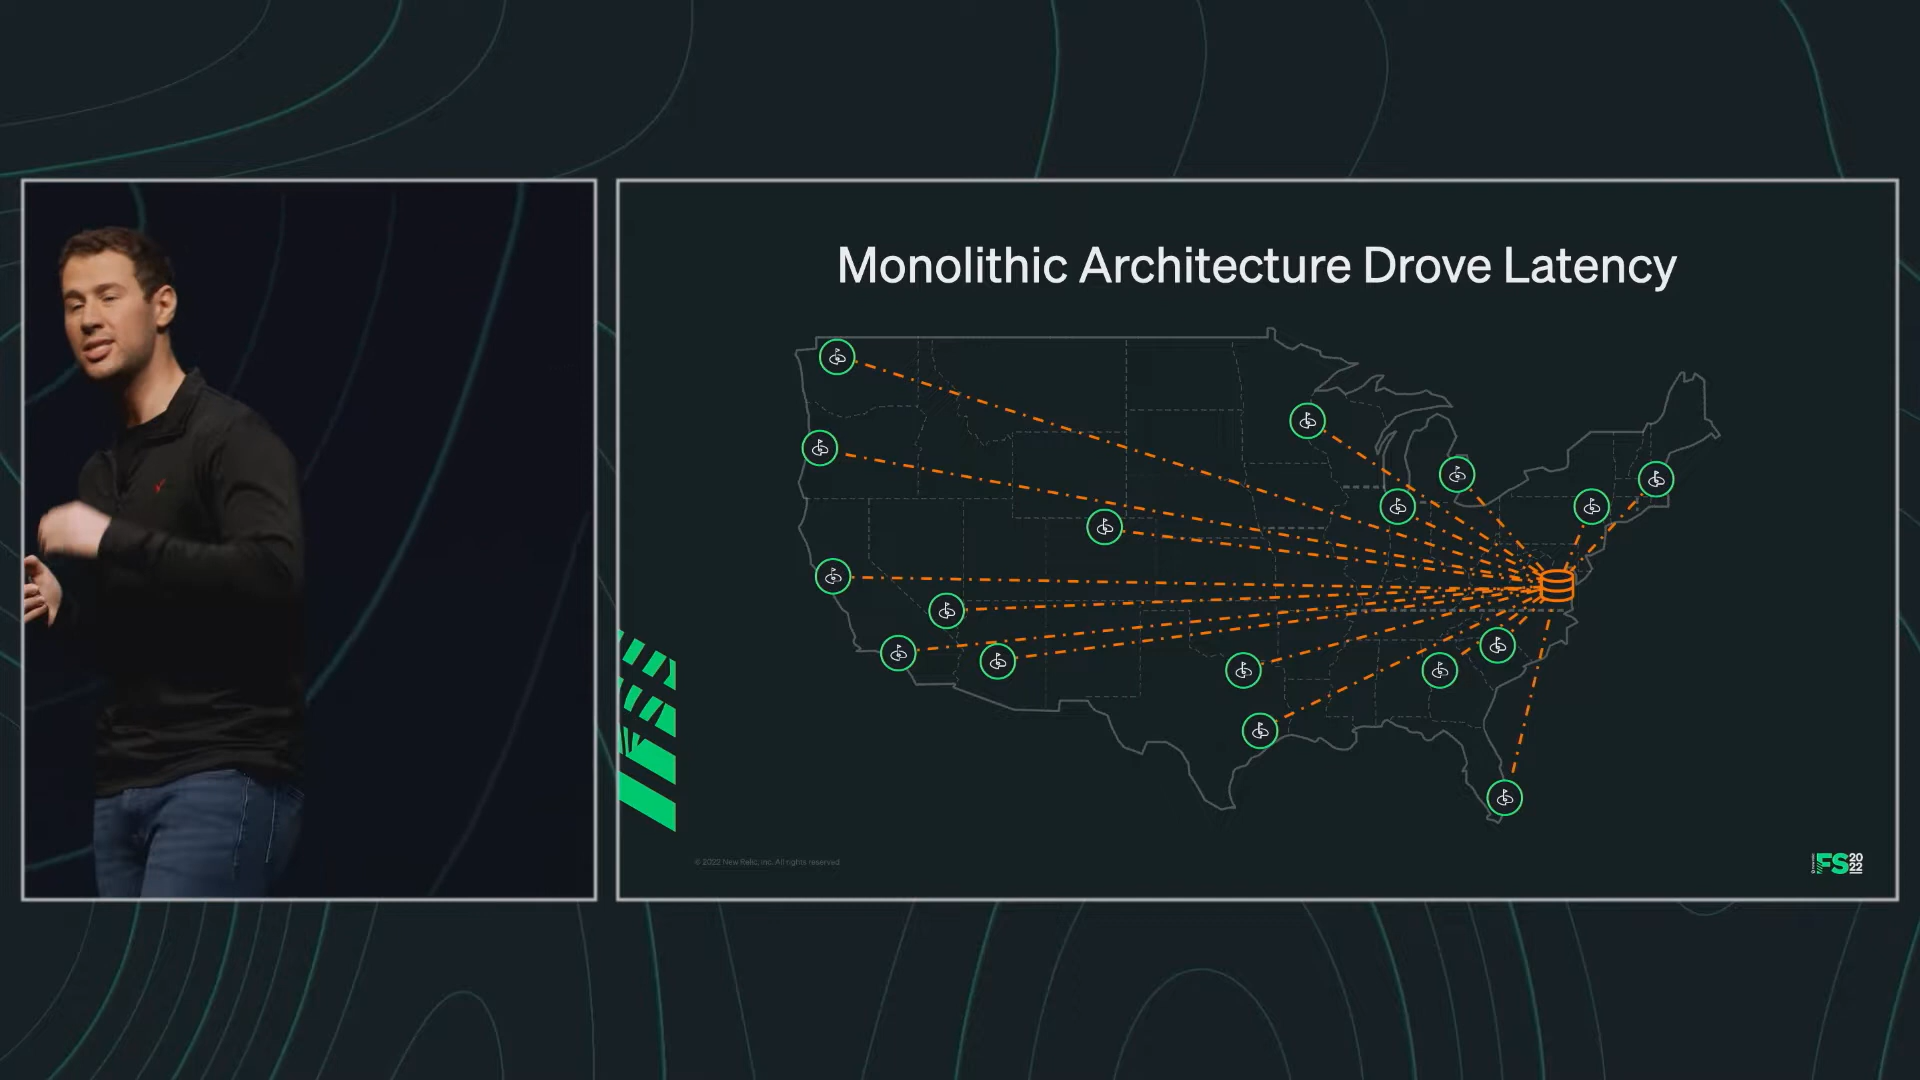 Monolithic Architecture Drove Latency
© 2022 New Relic, Inc. All rights reserved
FS
20
22